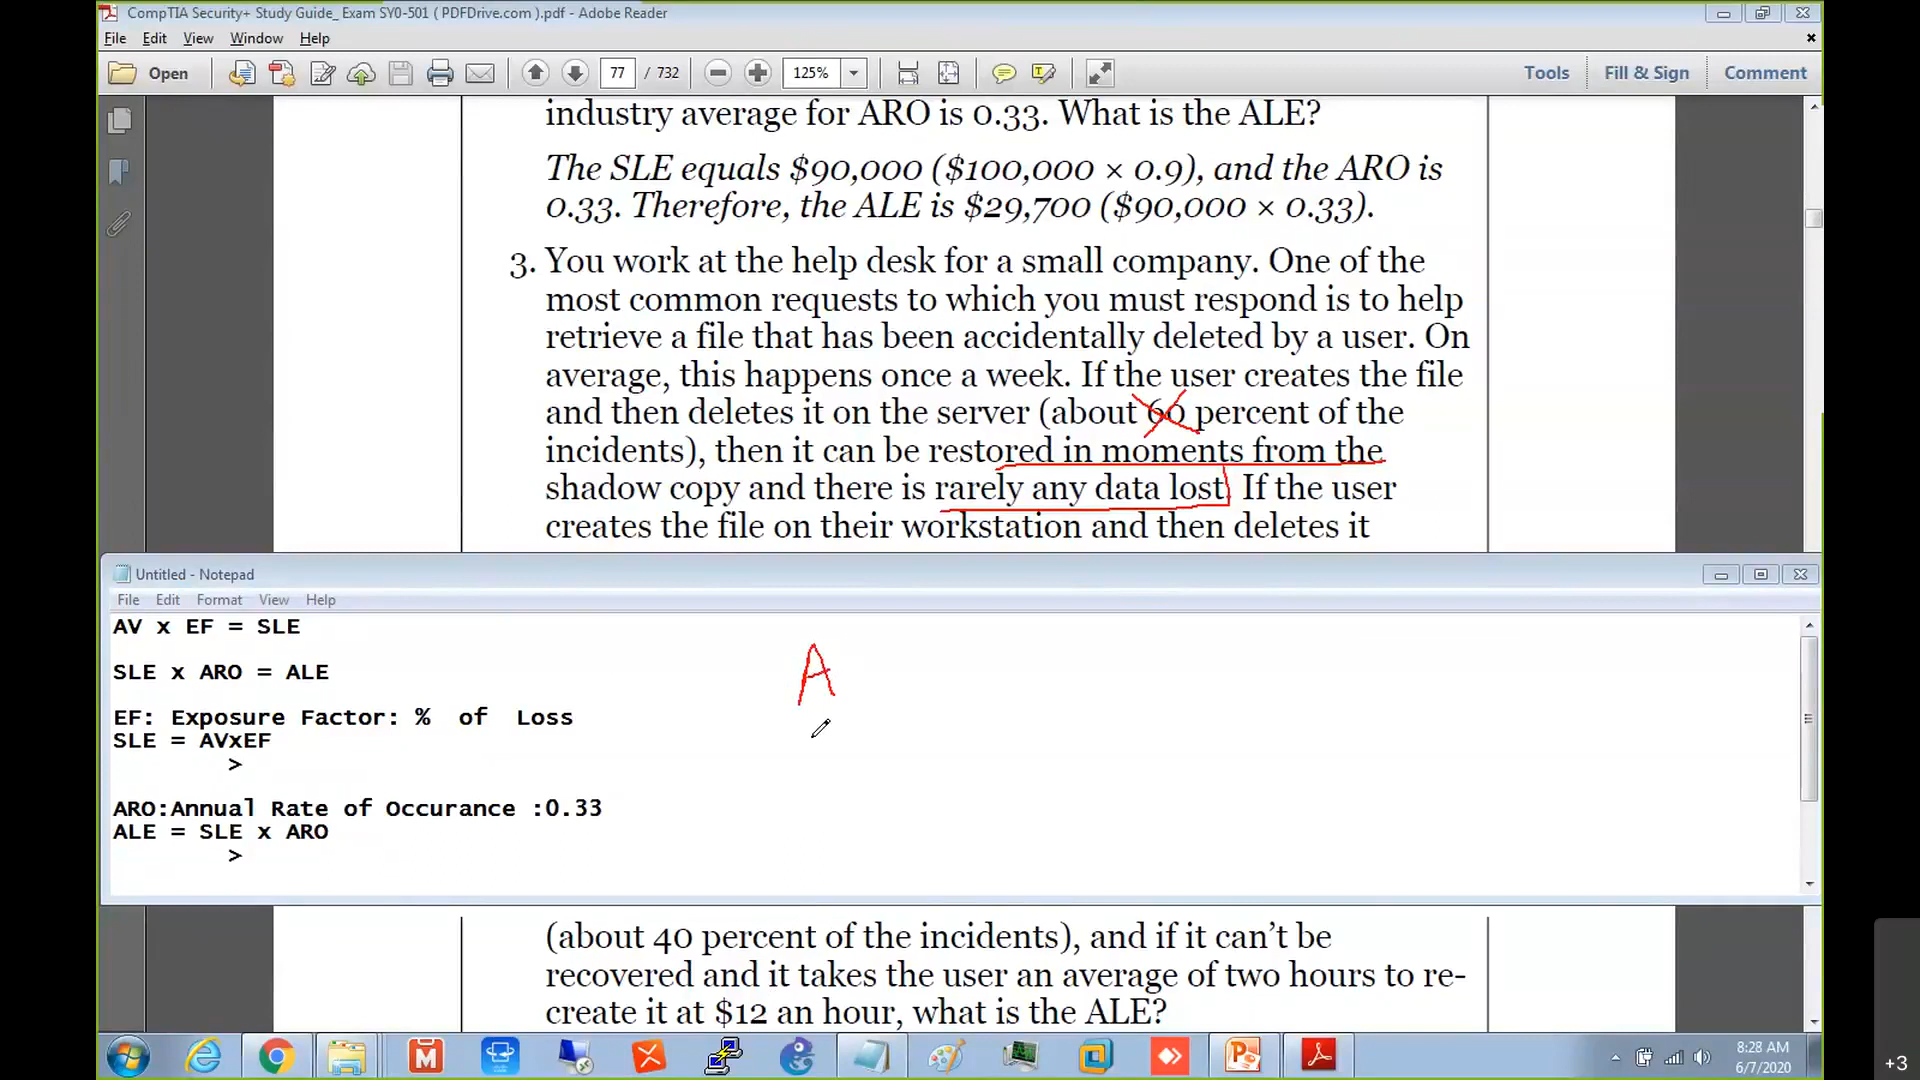 CompTIA Security+ Study Guide_ Exam SY0-501 ( PDFDrive.com ).pdf - Adobe Reader
File Edit View Window Help
Open 77 / 732 125% Tools Fill & Sign Comment
industry average for ARO is 0.33. What is the ALE?
The SLE equals $90,000 ($100,000 × 0.9), and the ARO is
0.33. Therefore, the ALE is $29,700 ($90,000 × 0.33).
3. You work at the help desk for a small company. One of the
most common requests to which you must respond is to help
retrieve a file that has been accidentally deleted by a user. On
average, this happens once a week. If the user creates the file
and then deletes it on the server (about 60 percent of the
incidents), then it can be restored in moments from the
shadow copy and there is rarely any data lost. If the user
creates the file on their workstation and then deletes it
Untitled - Notepad
File Edit Format View Help
AV x EF = SLE
A
SLE x ARO = ALE
EF: Exposure Factor: % of Loss
SLE = AVxEF
>
ARO:Annual Rate of Occurance :0.33
ALE = SLE x ARO
>
(about 40 percent of the incidents), and if it can't be
recovered and it takes the user an average of two hours to re-
create it at $12 an hour, what is the ALE?
8:28 AM
6/7/2020
+3